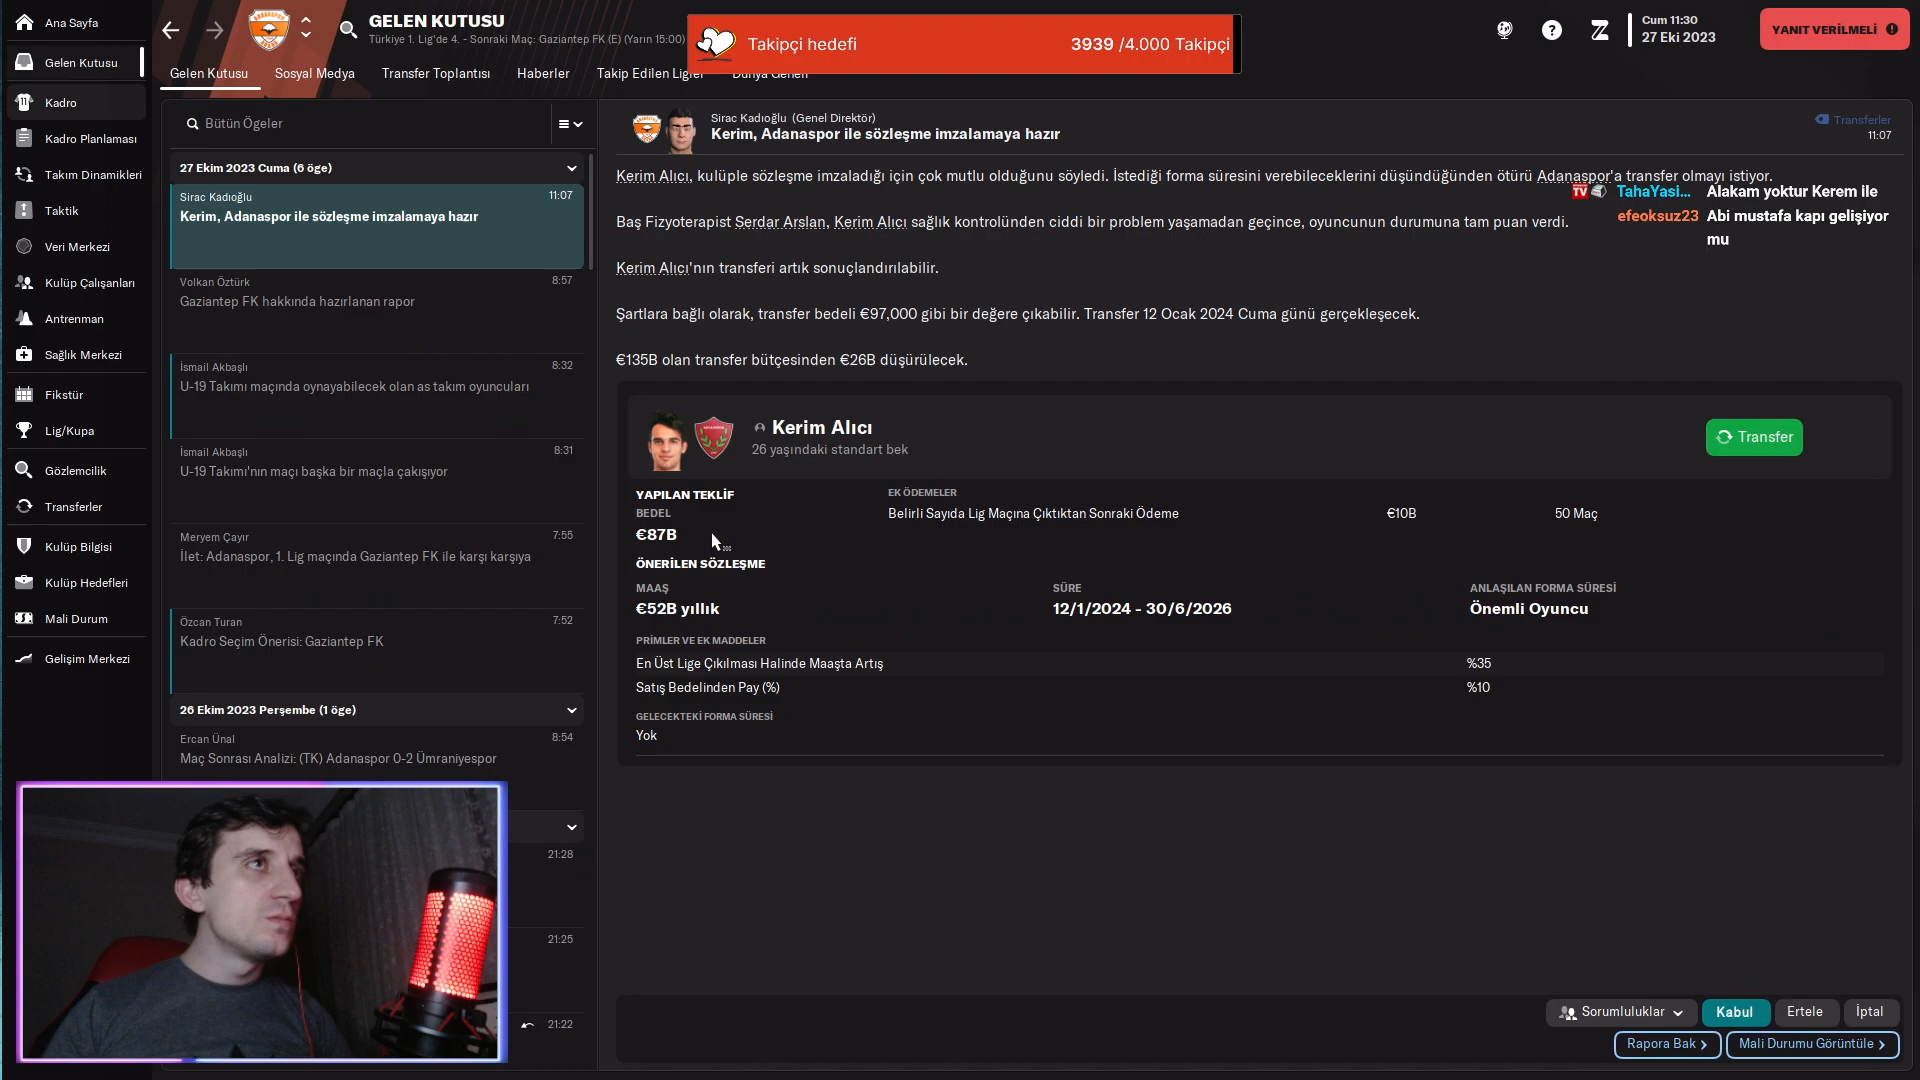 Ana Sayfa
Gelen Kutusu
Kadro
Kadro Planlaması
Takım Dinamikleri
Taktik
Veri Merkezi
Kulüp Çalışanları
Antrenman
Sağlık Merkezi
Fikstür
Lig/Kupa
Gözlemcilik
Transferler
Kulüp Bilgisi
Kulüp Hedefleri
Mali Durum
Gelişim Merkezi
GELEN KUTUSU
Türkiye 1. Lig'de 4. - Sonraki Maç: Gaziantep FK (E) (Yarın 15:00)
Takipçi hedefi
3939 /4.000 Takipçi
Cum 11:30
27 Eki 2023
YANIT VERİLMELİ
Gelen Kutusu
Sosyal Medya
Transfer Toplantısı
Haberler
Takip Edilen Ligler
Dünya Geneli
Bütün Ögeler
27 Ekim 2023 Cuma (6 öge)
Sirac Kadıoğlu 11:07
Kerim, Adanaspor ile sözleşme imzalamaya hazır
Volkan Öztürk 8:57
Gaziantep FK hakkında hazırlanan rapor
İsmail Akbaşlı 8:32
U-19 Takımı maçında oynayabilecek olan as takım oyuncuları
İsmail Akbaşlı 8:31
U-19 Takımı'nın maçı başka bir maçla çakışıyor
Meryem Çayır 7:55
İlet: Adanaspor, 1. Lig maçında Gaziantep FK ile karşı karşıya
Özcan Turan 7:52
Kadro Seçim Önerisi: Gaziantep FK
26 Ekim 2023 Perşembe (1 öge)
Ercan Ünal 8:54
Maç Sonrası Analizi: (TK) Adanaspor 0-2 Ümraniyespor
21:28
21:25
21:22
Sirac Kadıoğlu (Genel Direktör)
Kerim, Adanaspor ile sözleşme imzalamaya hazır
Transferler
11:07
Kerim Alıcı, kulüple sözleşme imzaladığı için çok mutlu olduğunu söyledi. İstediği forma süresini verebileceklerini düşündüğünden ötürü Adanaspor'a transfer olmayı istiyor.
TV TahaYasi... Alakam yoktur Kerem ile
efeoksuz23 Abi mustafa kapı gelişiyor
mu
Baş Fizyoterapist Serdar Arslan, Kerim Alıcı sağlık kontrolünden ciddi bir problem yaşamadan geçince, oyuncunun durumuna tam puan verdi.
Kerim Alıcı'nın transferi artık sonuçlandırılabilir.
Şartlara bağlı olarak, transfer bedeli €97,000 gibi bir değere çıkabilir. Transfer 12 Ocak 2024 Cuma günü gerçekleşecek.
€135B olan transfer bütçesinden €26B düşürülecek.
Kerim Alıcı
26 yaşındaki standart bek
Transfer
YAPILAN TEKLİF
BEDEL
€87B
EK ÖDEMELER
Belirli Sayıda Lig Maçına Çıktıktan Sonraki Ödeme €10B 50 Maç
ÖNERİLEN SÖZLEŞME
MAAŞ
€52B yıllık
SÜRE
12/1/2024 - 30/6/2026
ANLAŞILAN FORMA SÜRESİ
Önemli Oyuncu
PRİMLER VE EK MADDELER
En Üst Lige Çıkılması Halinde Maaşta Artış %35
Satış Bedelinden Pay (%) %10
GELECEKTEKİ FORMA SÜRESİ
Yok
Sorumluluklar
Kabul
Ertele
İptal
Rapora Bak
Mali Durumu Görüntüle